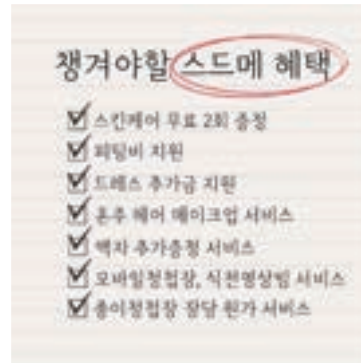 챙겨야할 스드메 혜택
스킨케어 무료 2회 증정
피팅비 지원
드레스 추가금 지원
혼주 헤어 메이크업 서비스
액자 추가증정 서비스
모바일청첩장, 식전영상빔 서비스
종이청첩장 장당 원가 서비스